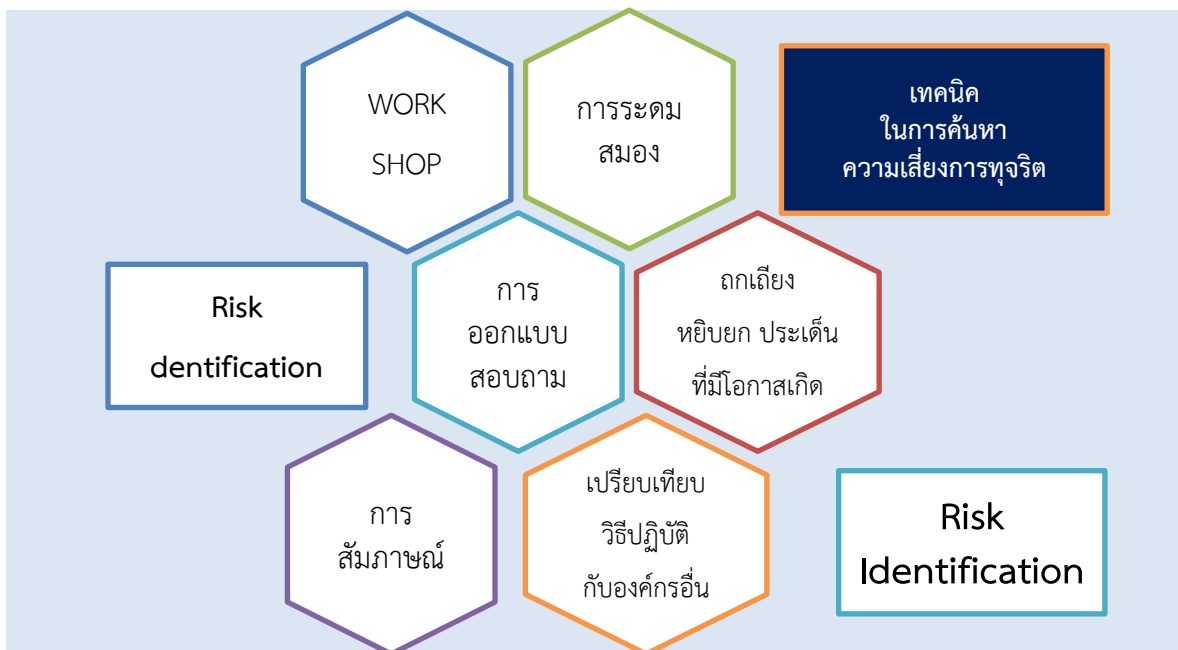 WORK
SHOP
การระดม
สมอง
เทคนิค
ในการค้นหา
ความเสี่ยงการทุจริต
Risk
dentification
การ
ออกแบบ
สอบถาม
ถกเถียง
หยิบยก ประเด็น
ที่มีโอกาสเกิด
การ
สัมภาษณ์
เปรียบเทียบ
วิธีปฏิบัติ
กับองค์กรอื่น
Risk
Identification